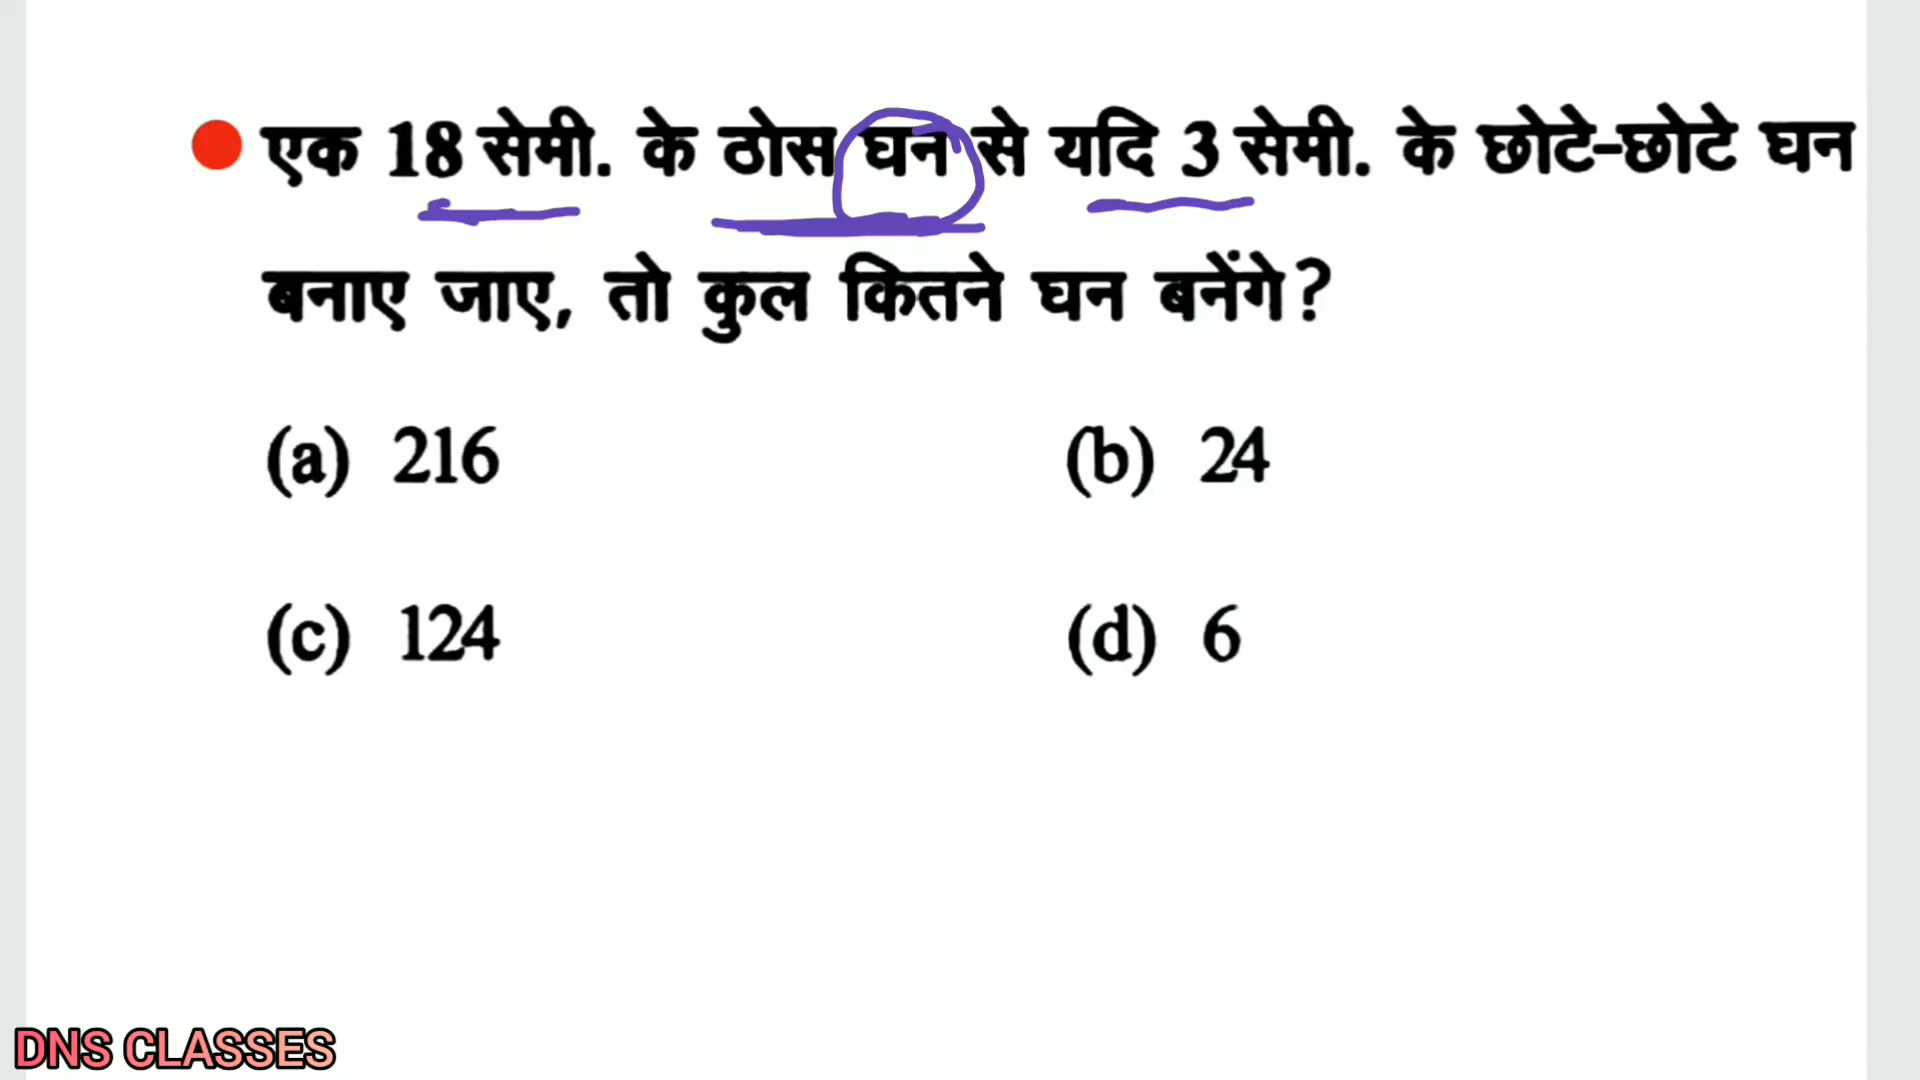 एक 18 सेमी. के ठोस घन से यदि 3 सेमी. के छोटे-छोटे घन
बनाए जाए, तो कुल कितने घन बनेंगे?
(a) 216 (b) 24
(c) 124 (d) 6
DNS CLASSES